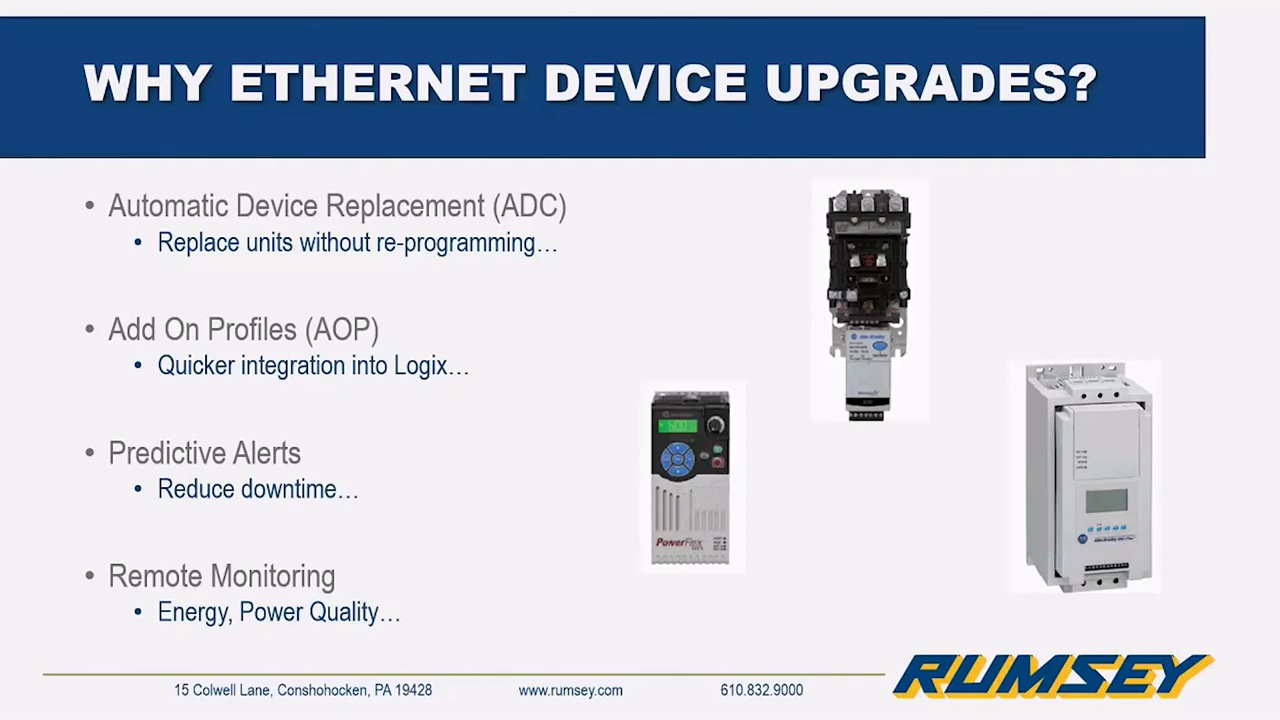 WHY ETHERNET DEVICE UPGRADES?
• Automatic Device Replacement (ADC)
• Replace units without re-programming…
• Add On Profiles (AOP)
• Quicker integration into Logix…
• Predictive Alerts
• Reduce downtime…
• Remote Monitoring
• Energy, Power Quality…
PowerFlex
Allen-Bradley
15 Colwell Lane, Conshohocken, PA 19428
www.rumsey.com
610.832.9000
RUMSEY